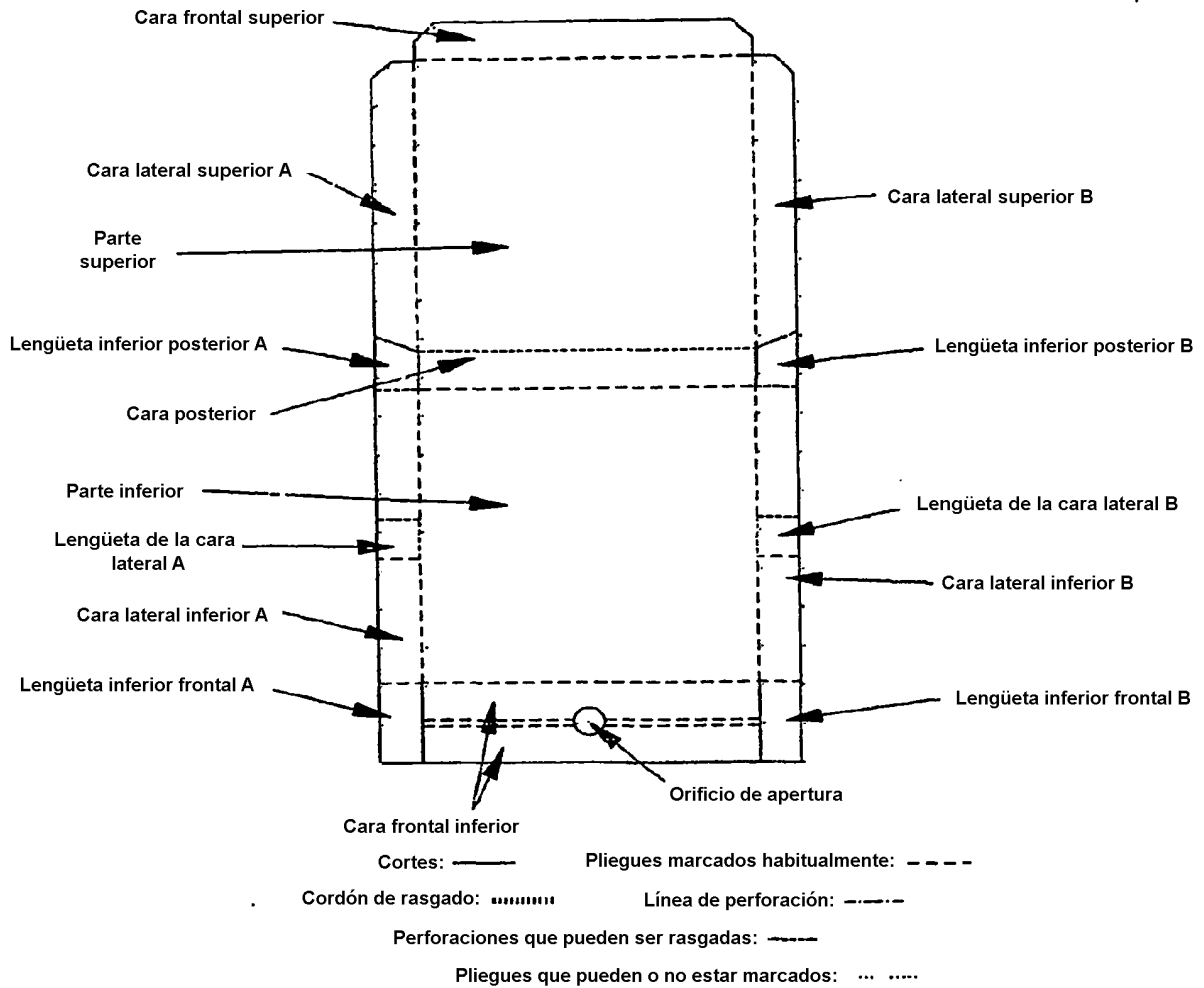 Cara frontal superior
Cara lateral superior A
Cara lateral superior B
Parte
superior
Lengüeta inferior posterior A
Lengüeta inferior posterior B
Cara posterior
Parte inferior
Lengüeta de la cara lateral B
Lengüeta de la cara
lateral A
Cara lateral inferior B
Cara lateral inferior A
Lengüeta inferior frontal A
Lengüeta inferior frontal B
Orificio de apertura
Cara frontal inferior
Cortes:
Pliegues marcados habitualmente:
Cordón de rasgado:
Línea de perforación:
Perforaciones que pueden ser rasgadas:
Pliegues que pueden o no estar marcados: